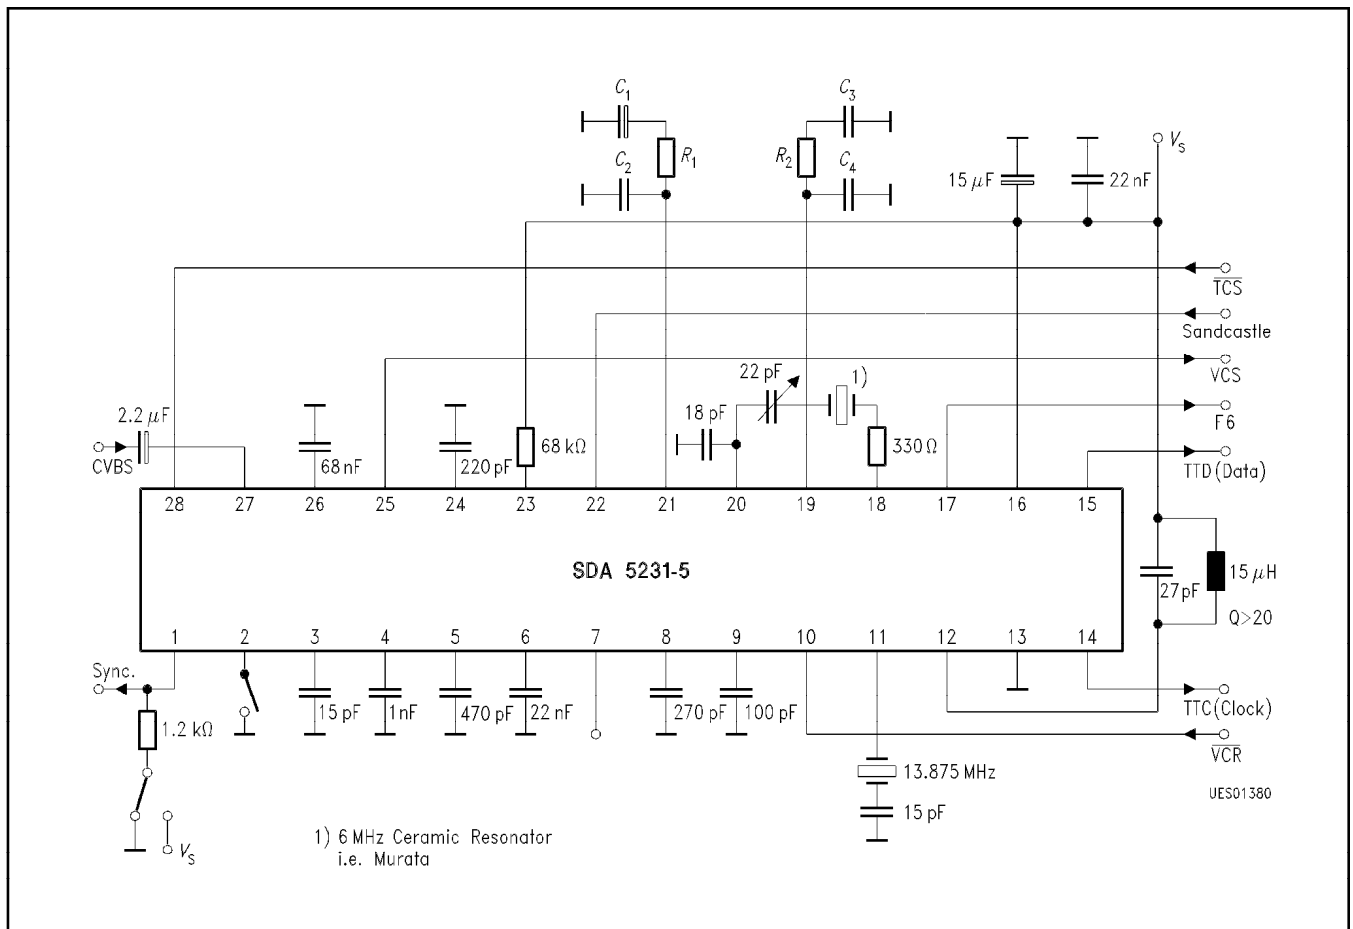 C1
C3
R1
R2
VS
C2
C4
15 μF
22 nF
TCS
Sandcastle
22 pF
1)
VCS
2.2 μF
18 pF
F6
CVBS
68 nF
220 pF
68 kΩ
330 Ω
TTD (Data)
28 27 26 25 24 23 22 21 20 19 18 17 16 15
SDA 5231-5
27 pF
15 μH
Q>20
1 2 3 4 5 6 7 8 9 10 11 12 13 14
Sync.
15 pF
1 nF
470 pF
22 nF
270 pF
100 pF
TTC (Clock)
1.2 kΩ
VCR
13.875 MHz
UES01380
15 pF
1) 6 MHz Ceramic Resonator
i.e. Murata
VS